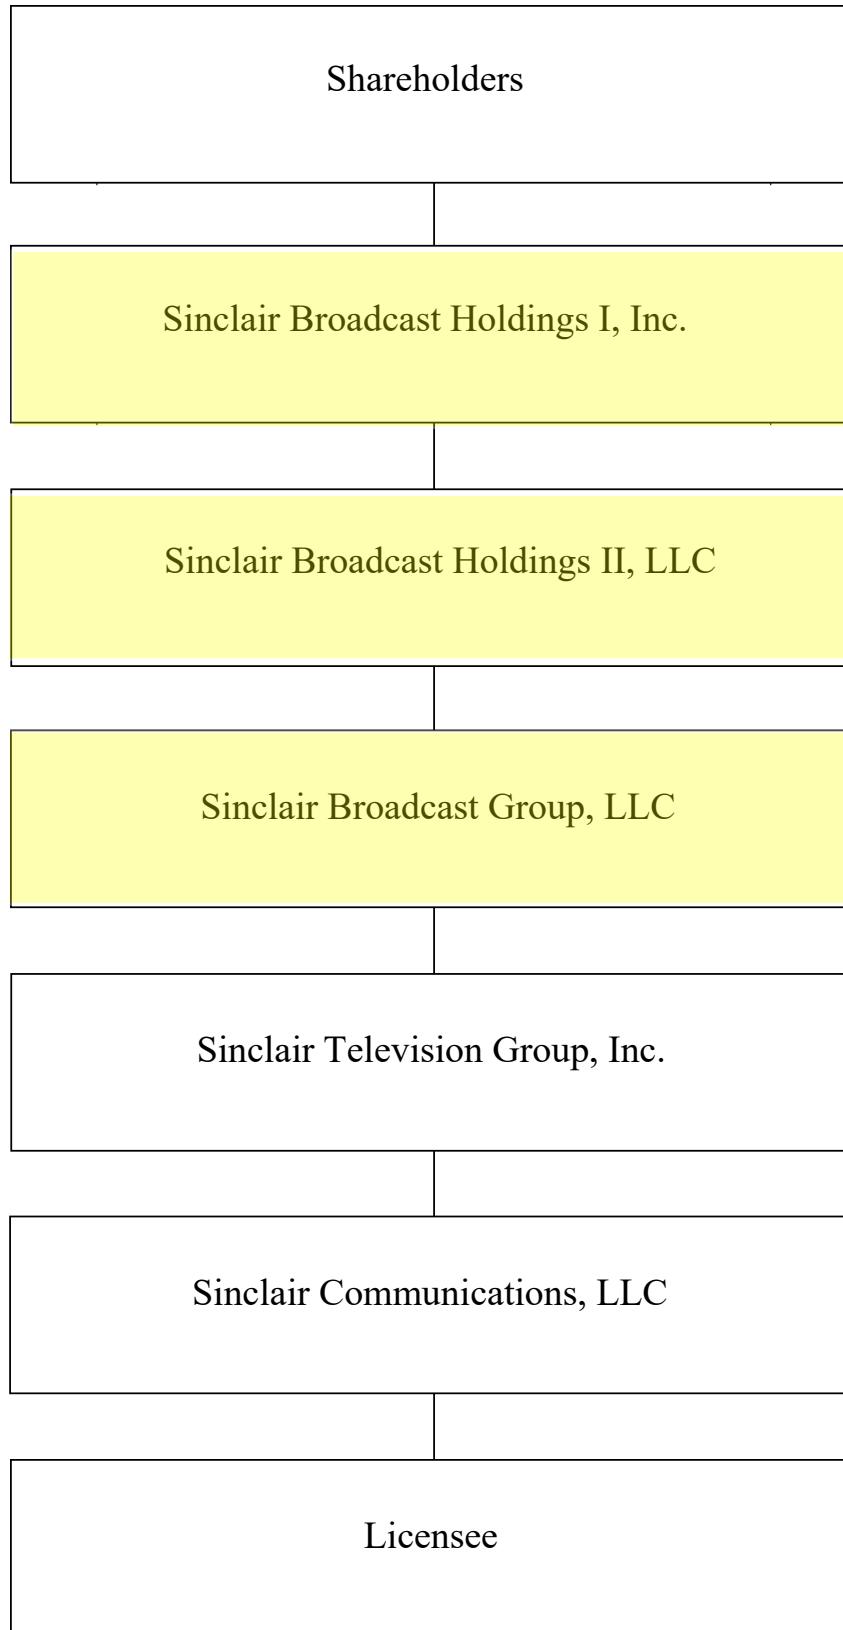 Shareholders
Sinclair Broadcast Holdings I, Inc.
Sinclair Broadcast Holdings II, LLC
Sinclair Broadcast Group, LLC
Sinclair Television Group, Inc.
Sinclair Communications, LLC
Licensee